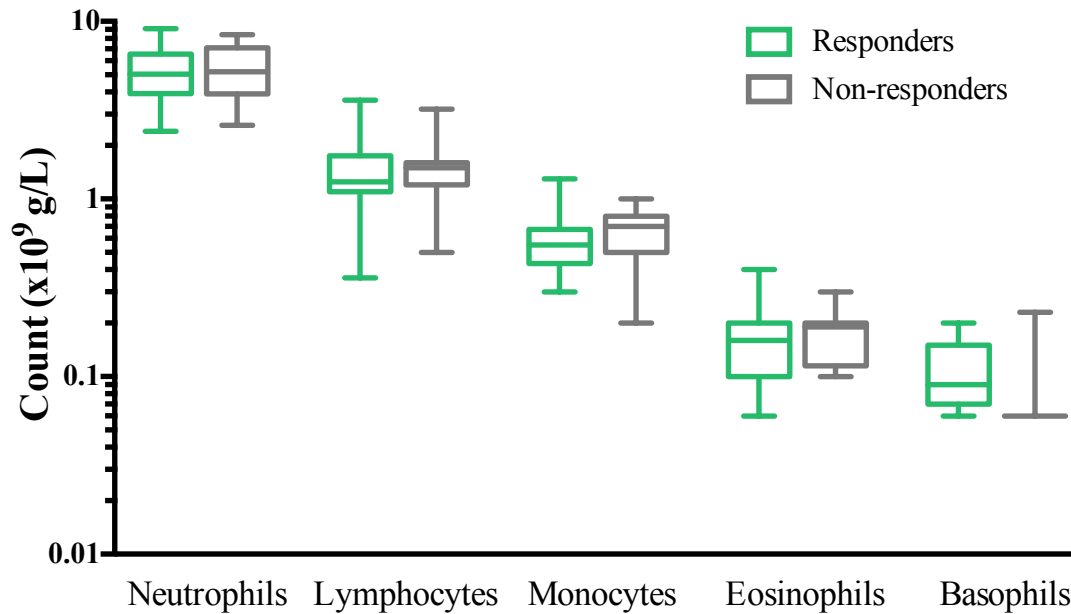 Responders
Non-responders
Count (x10⁹ g/L)
10
1
0.1
0.01
Neutrophils
Lymphocytes
Monocytes
Eosinophils
Basophils